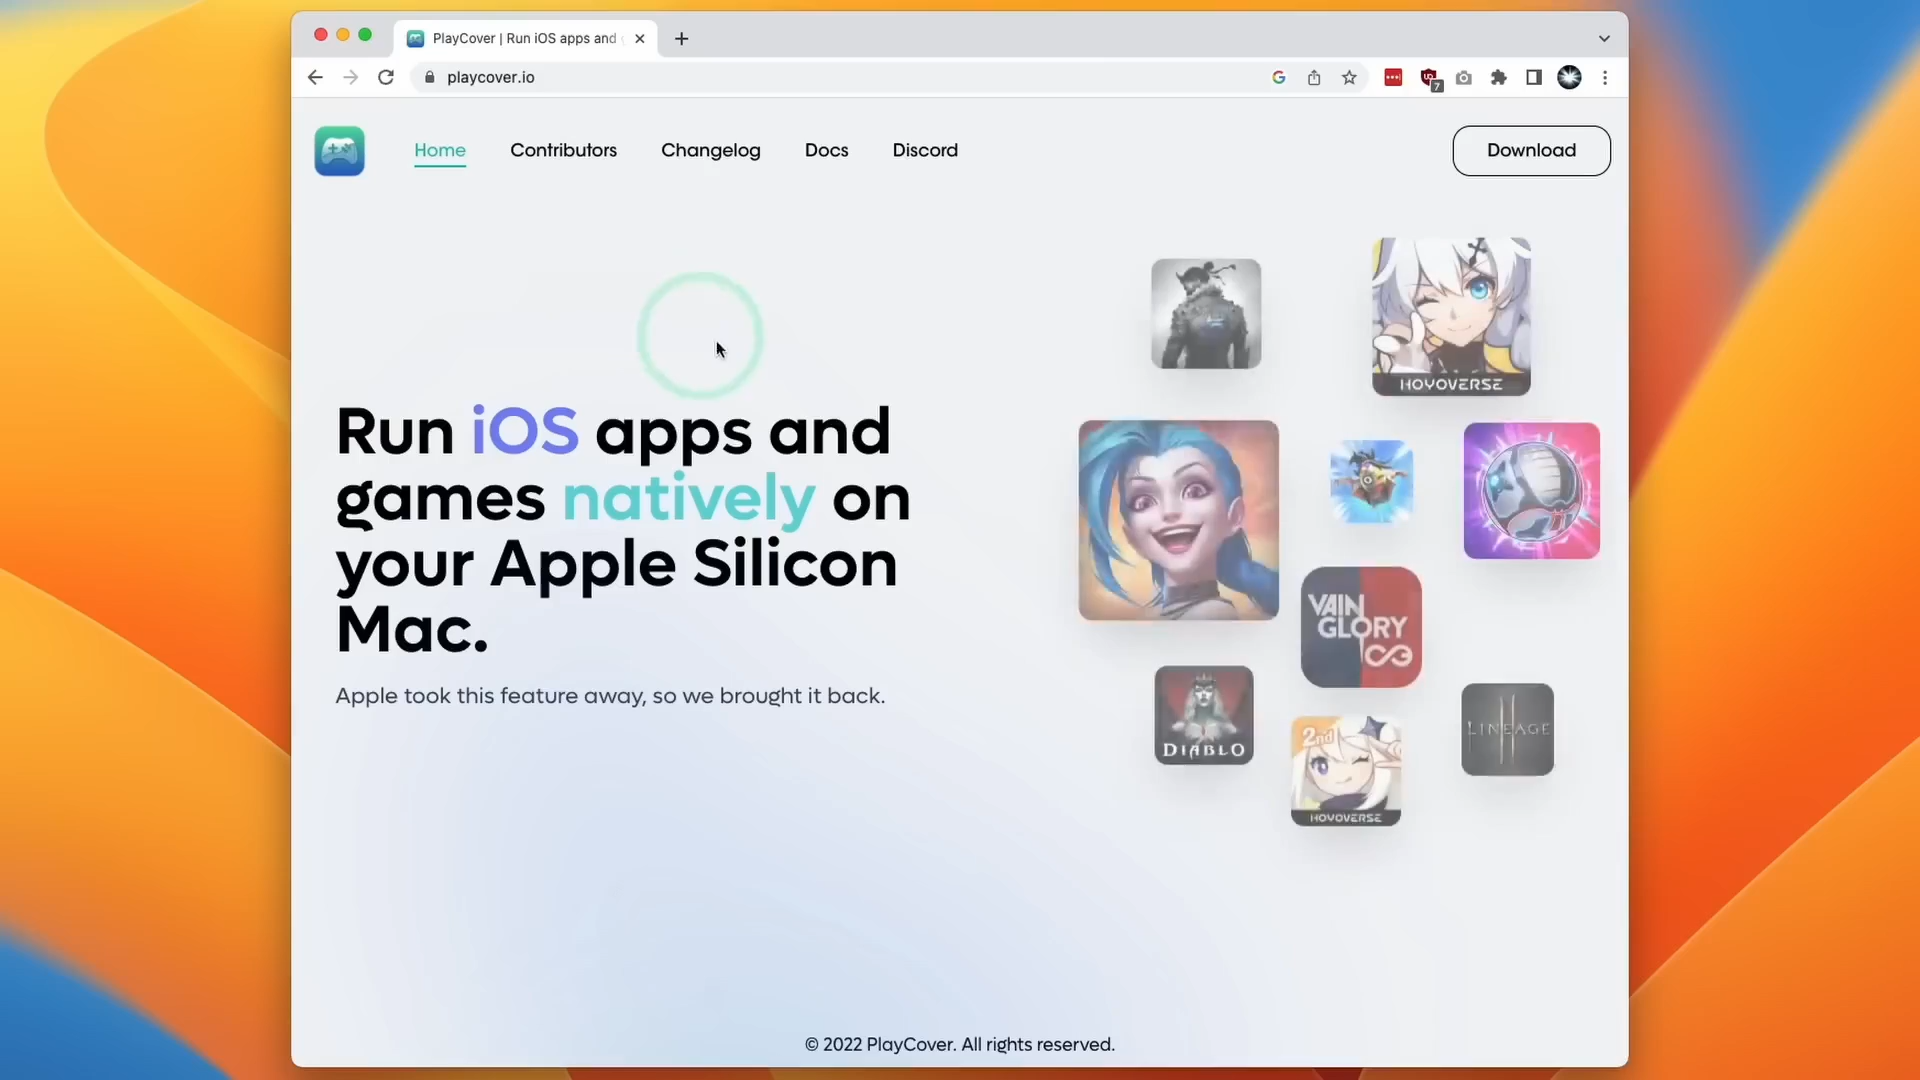 PlayCover | Run iOS apps and
playcover.io
7
Home
Contributors
Changelog
Docs
Discord
Download
HOYOVERSE
Run iOS apps and
games natively on
your Apple Silicon
Mac.
Apple took this feature away, so we brought it back.
VAIN
GLORY
CE
DIABLO
2nd
HOYOVERSE
LINEAGE
© 2022 PlayCover. All rights reserved.